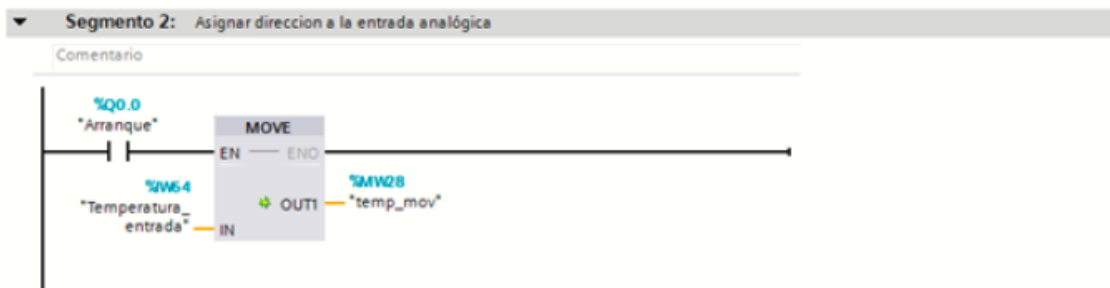 Segmento 2: Asignar direccion a la entrada analógica
Comentario
%Q0.0
"Arranque"
MOVE
EN ENO
%IW64
"Temperatura_
entrada"
IN
OUT1
%MW28
"temp_mov"